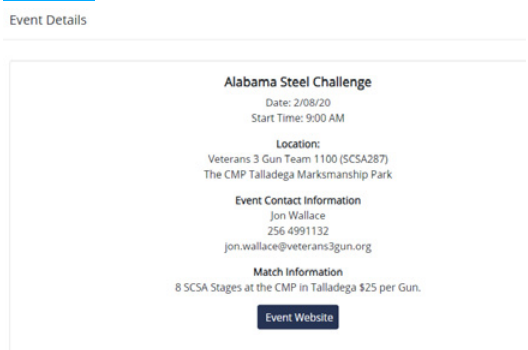 Event Details
Alabama Steel Challenge
Date: 2/08/20
Start Time: 9:00 AM
Location:
Veterans 3 Gun Team 1100 (SCSA287)
The CMP Talladega Marksmanship Park
Event Contact Information
Jon Wallace
256 4991132
jon.wallace@veterans3gun.org
Match Information
8 SCSA Stages at the CMP in Talladega $25 per Gun.
Event Website